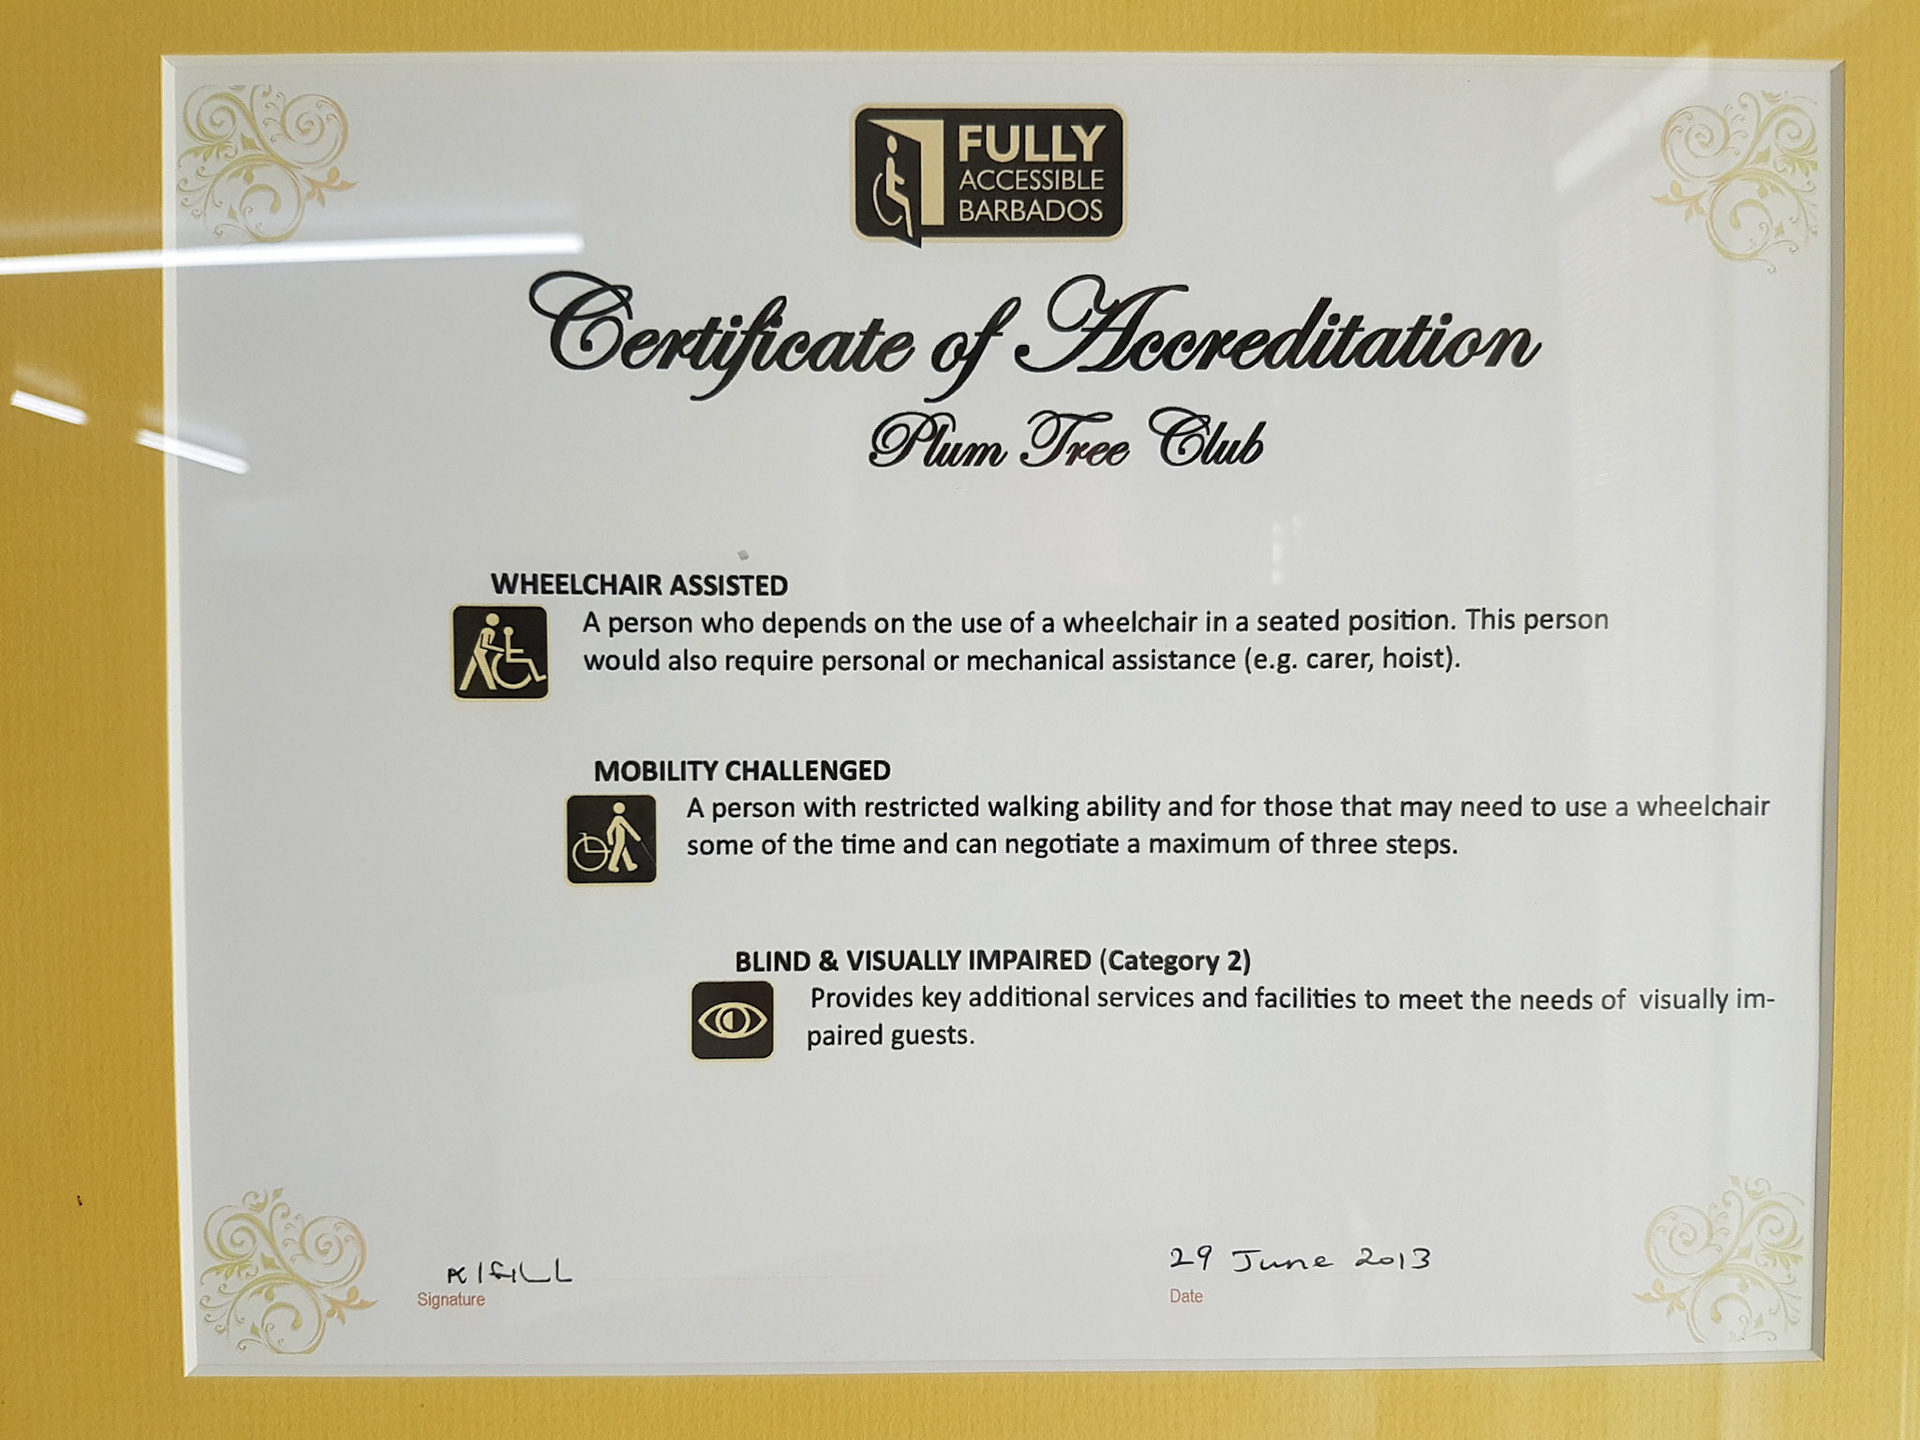 FULLY
ACCESSIBLE
BARBADOS
Certificate of Accreditation
Plum Tree Club
WHEELCHAIR ASSISTED
A person who depends on the use of a wheelchair in a seated position. This person
would also require personal or mechanical assistance (e.g. carer, hoist).
MOBILITY CHALLENGED
A person with restricted walking ability and for those that may need to use a wheelchair
some of the time and can negotiate a maximum of three steps.
BLIND & VISUALLY IMPAIRED (Category 2)
Provides key additional services and facilities to meet the needs of visually im-
paired guests.
29 June 2013
Signature
Date